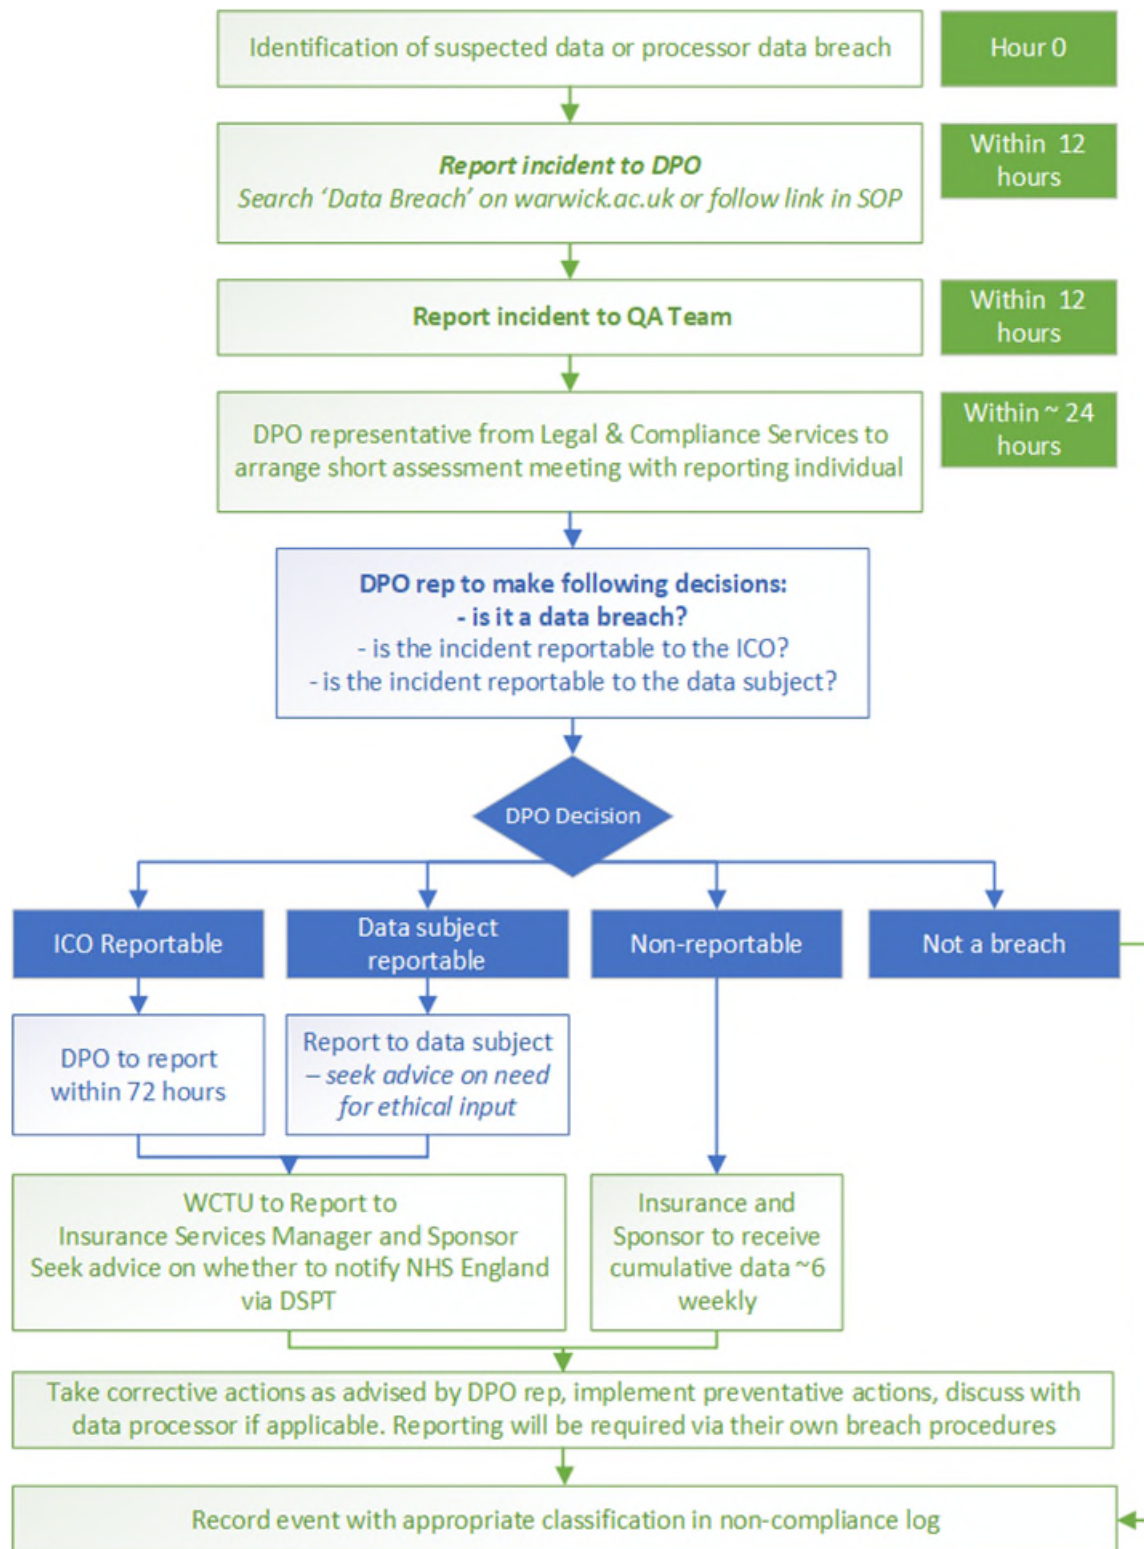 Identification of suspected data or processor data breach
Hour 0
Report incident to DPO
Search ‘Data Breach’ on warwick.ac.uk or follow link in SOP
Within 12
hours
Report incident to QA Team
Within 12
hours
DPO representative from Legal & Compliance Services to
arrange short assessment meeting with reporting individual
Within ~ 24
hours
DPO rep to make following decisions:
- is it a data breach?
- is the incident reportable to the ICO?
- is the incident reportable to the data subject?
DPO Decision
ICO Reportable
Data subject
reportable
Non-reportable
Not a breach
DPO to report
within 72 hours
Report to data subject
– seek advice on need
for ethical input
WCTU to Report to
Insurance Services Manager and Sponsor
Seek advice on whether to notify NHS England
via DSPT
Insurance and
Sponsor to receive
cumulative data ~6
weekly
Take corrective actions as advised by DPO rep, implement preventative actions, discuss with
data processor if applicable. Reporting will be required via their own breach procedures
Record event with appropriate classification in non-compliance log